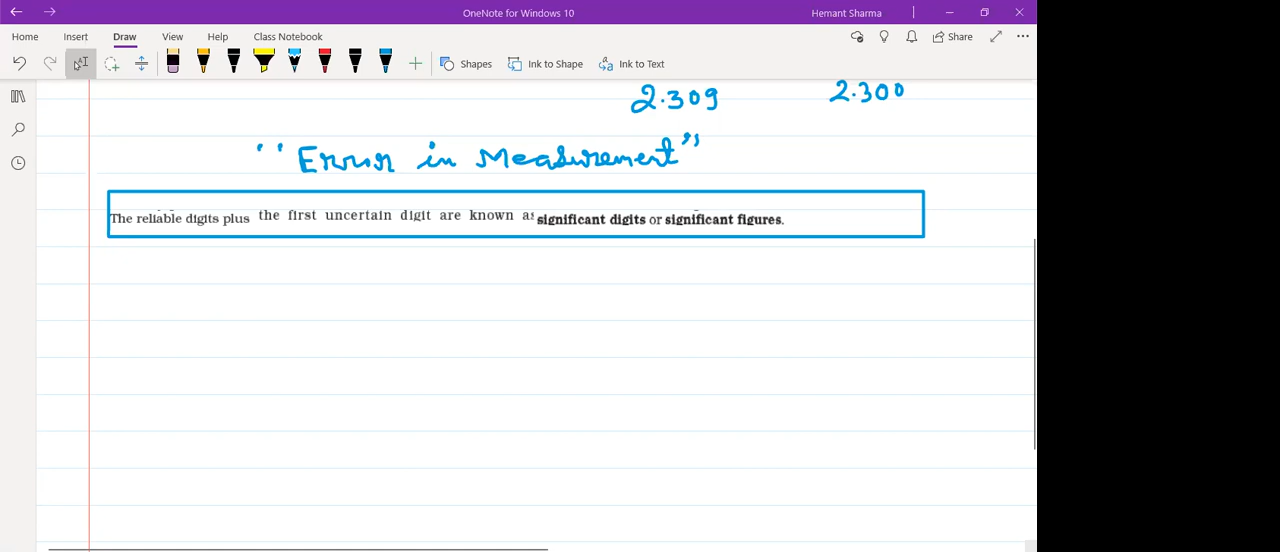 OneNote for Windows 10
Hemant Sharma
Home Insert Draw View Help Class Notebook
Share
Shapes Ink to Shape Ink to Text
2.309 2.300
"Error in Measurement"
The reliable digits plus the first uncertain digit are known as significant digits or significant figures.